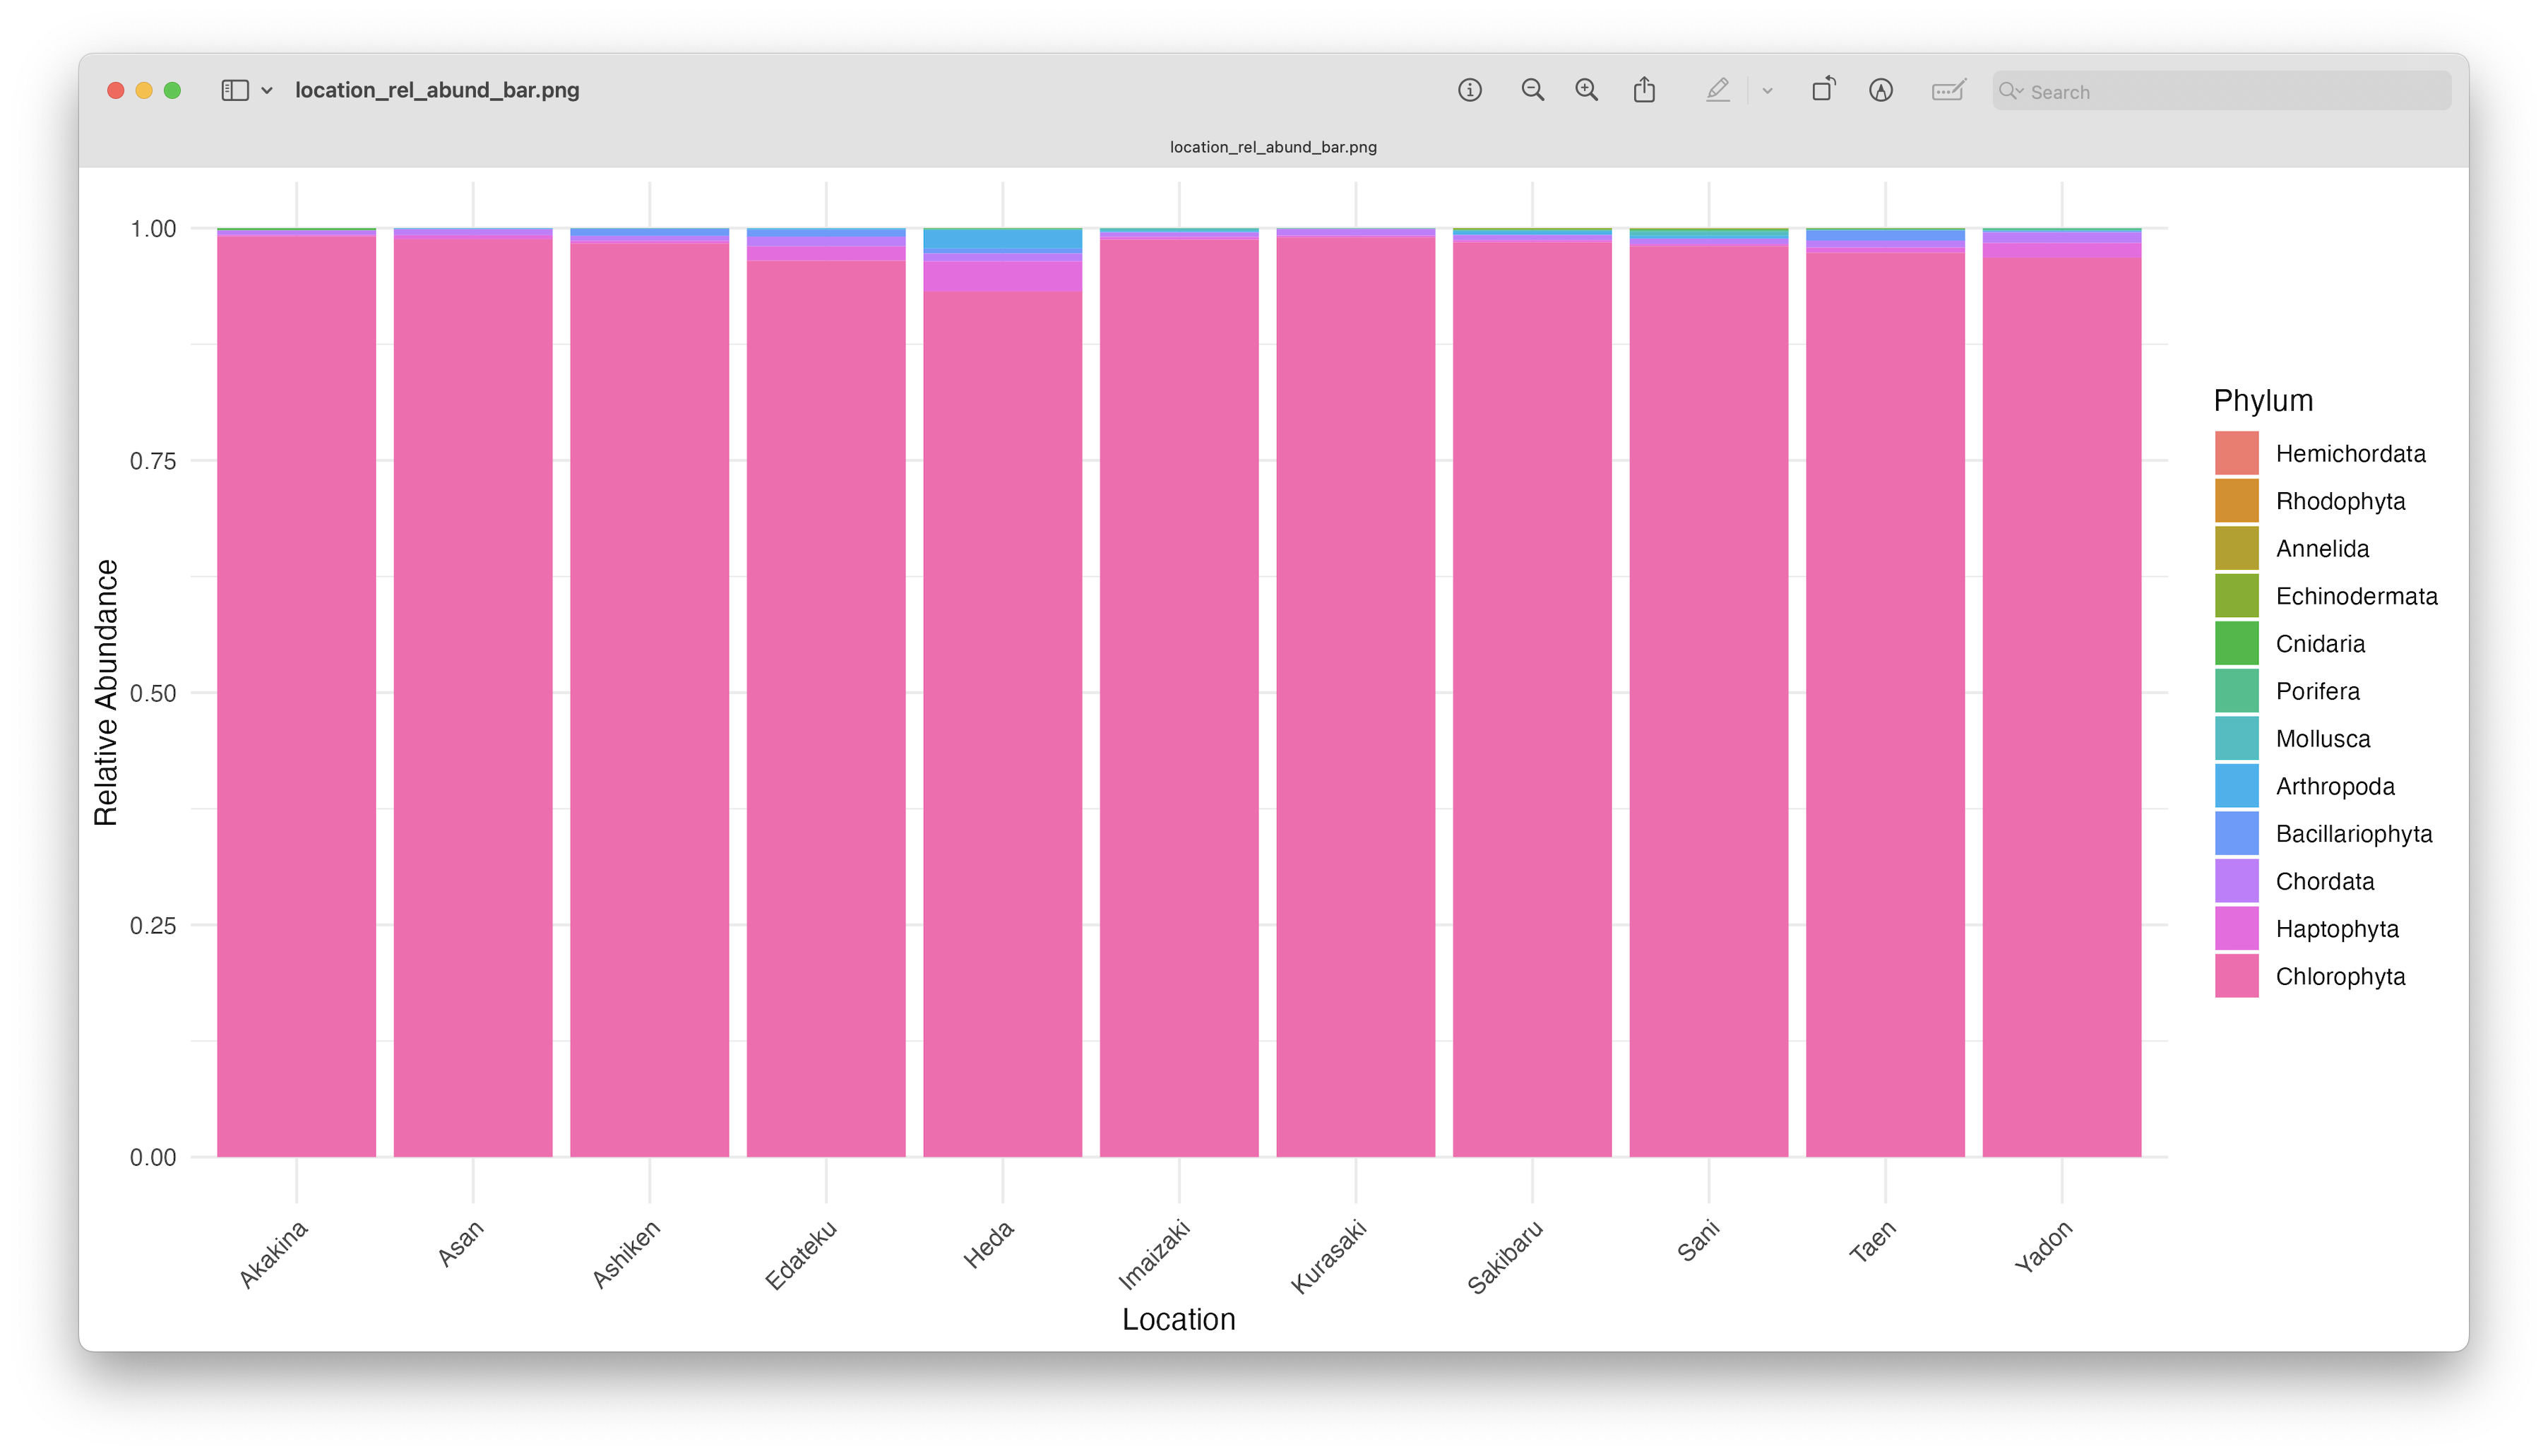 location_rel_abund_bar.png
Search
location_rel_abund_bar.png
1.00
0.75
0.50
0.25
0.00
Relative Abundance
Akakina
Asan
Ashiken
Edateku
Heda
Imaizaki
Kurasaki
Sakibaru
Sani
Taen
Yadon
Location
Phylum
Hemichordata
Rhodophyta
Annelida
Echinodermata
Cnidaria
Porifera
Mollusca
Arthropoda
Bacillariophyta
Chordata
Haptophyta
Chlorophyta